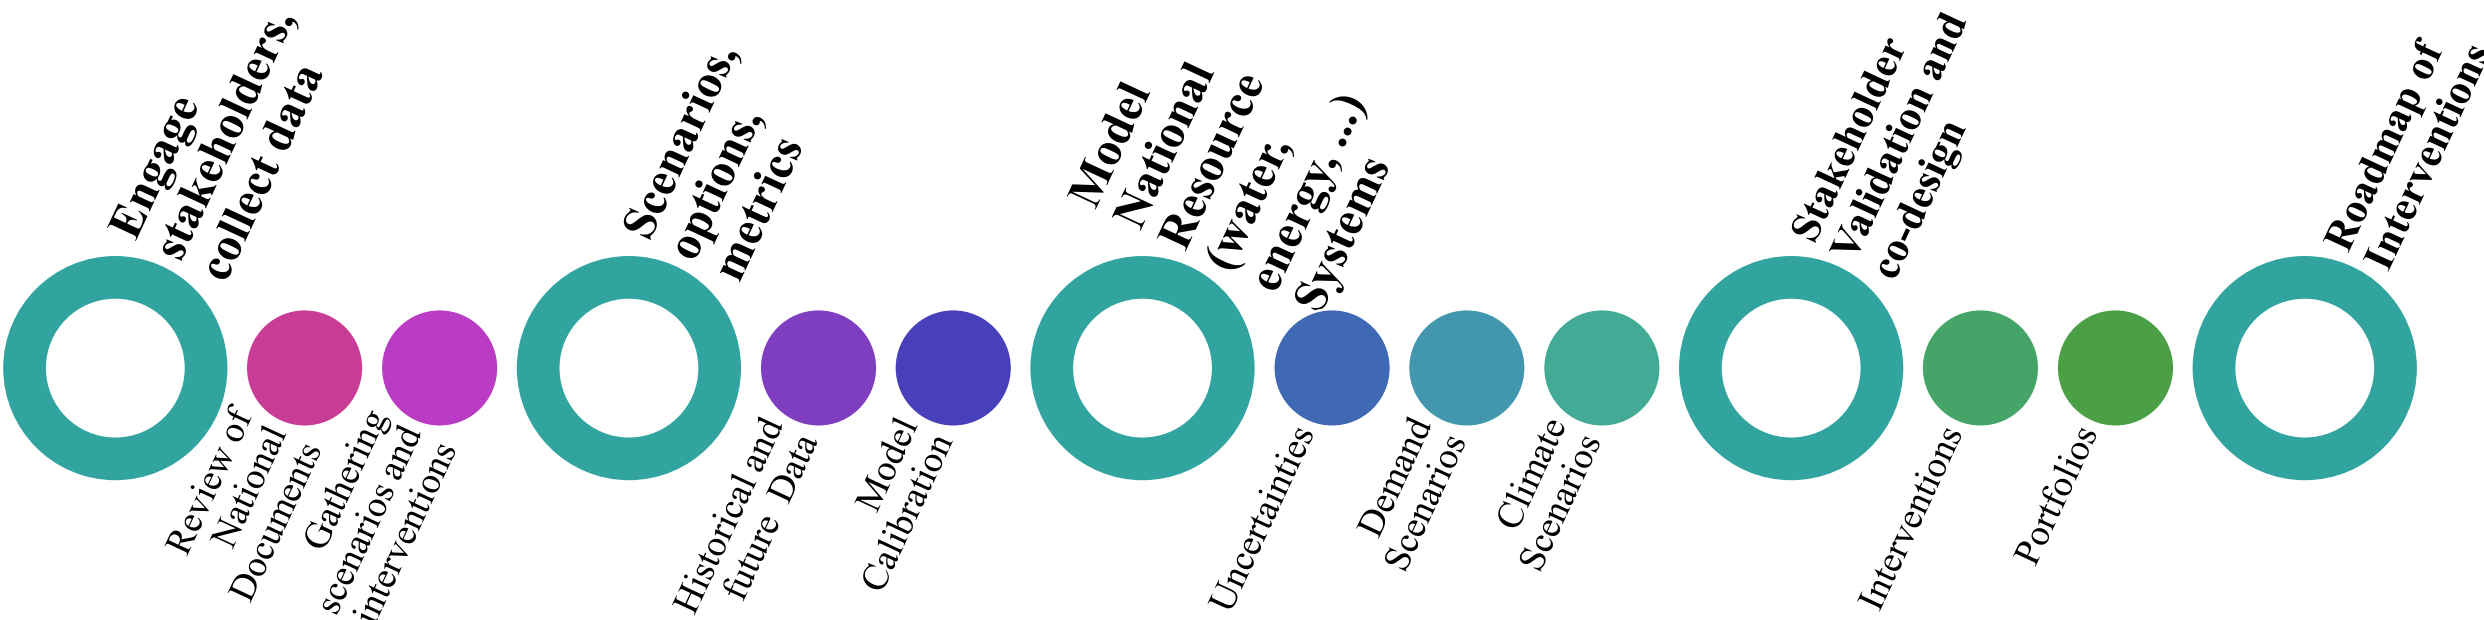 Engage
stakeholders,
collect data
Review of
National
Documents
Gathering
scenarios and
interventions
Scenarios,
options,
metrics
Historical and
future Data
Model
Calibration
Model
National
Resource
(water,
energy, ...)
Systems
Uncertainties
Demand
Scenarios
Climate
Scenarios
Stakeholder
Validation and
co-design
Interventions
Portfolios
Roadmap of
Interventions